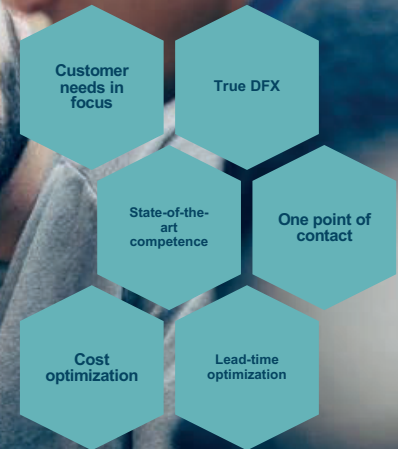 Customer
needs in
focus
True DFX
State-of-the-
art
competence
One point of
contact
Cost
optimization
Lead-time
optimization